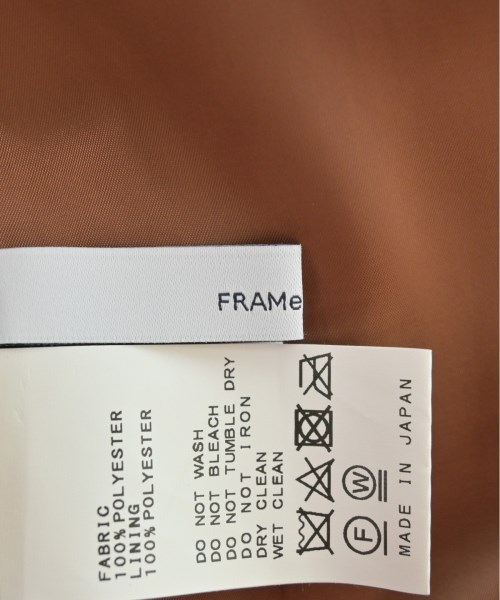 FRAMe
FABRIC
100% POLYESTER
LINING
100% POLYESTER
DO NOT WASH
DO NOT BLEACH
DO NOT TUMBLE DRY
DO NOT IRON
DRY CLEAN
WET CLEAN
F W
MADE IN JAPAN